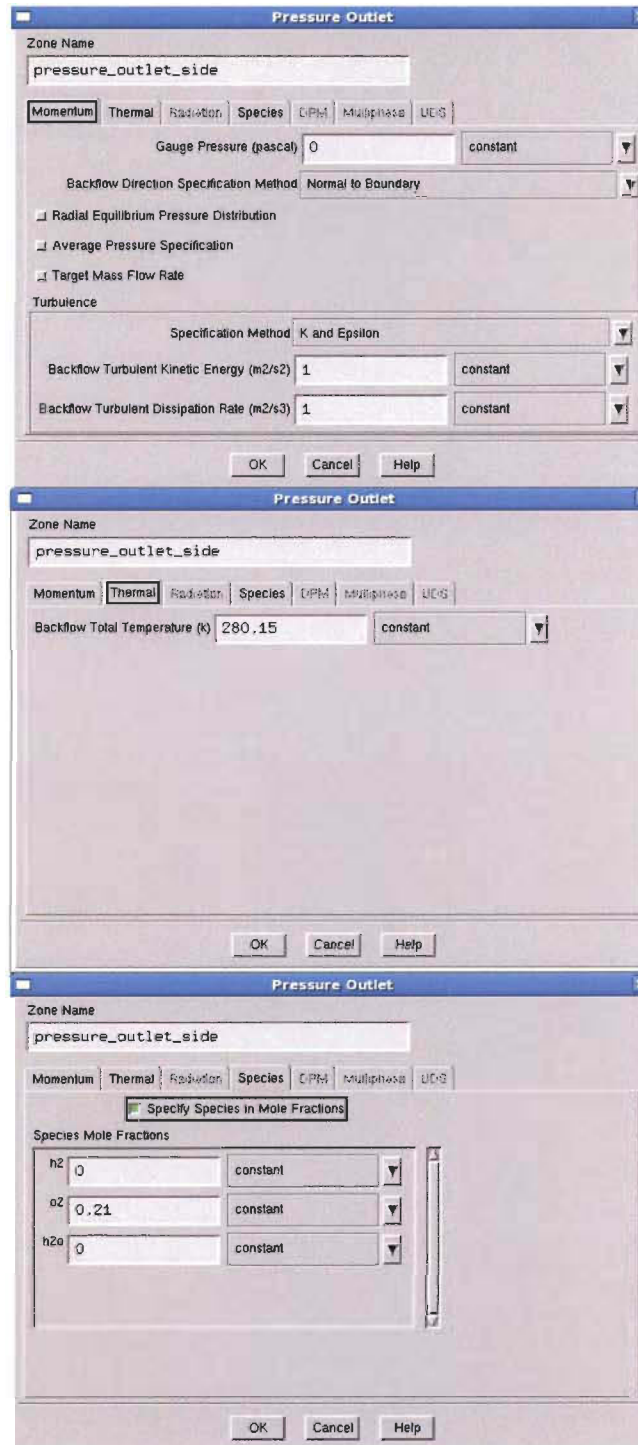 Pressure Outlet
Zone Name
pressure_outlet_side
Momentum Thermal Radiation Species DPM Multiphase UDS
Gauge Pressure (pascal) 0 constant
Backflow Direction Specification Method Normal to Boundary
Radial Equilibrium Pressure Distribution
Average Pressure Specification
Target Mass Flow Rate
Turbulence
Specification Method K and Epsilon
Backflow Turbulent Kinetic Energy (m2/s2) 1 constant
Backflow Turbulent Dissipation Rate (m2/s3) 1 constant
OK Cancel Help
Pressure Outlet
Zone Name
pressure_outlet_side
Momentum Thermal Radiation Species DPM Multiphase UDS
Backflow Total Temperature (k) 280.15 constant
OK Cancel Help
Pressure Outlet
Zone Name
pressure_outlet_side
Momentum Thermal Radiation Species DPM Multiphase UDS
Specify Species in Mole Fractions
Species Mole Fractions
h2 0 constant
o2 0.21 constant
h2o 0 constant
OK Cancel Help